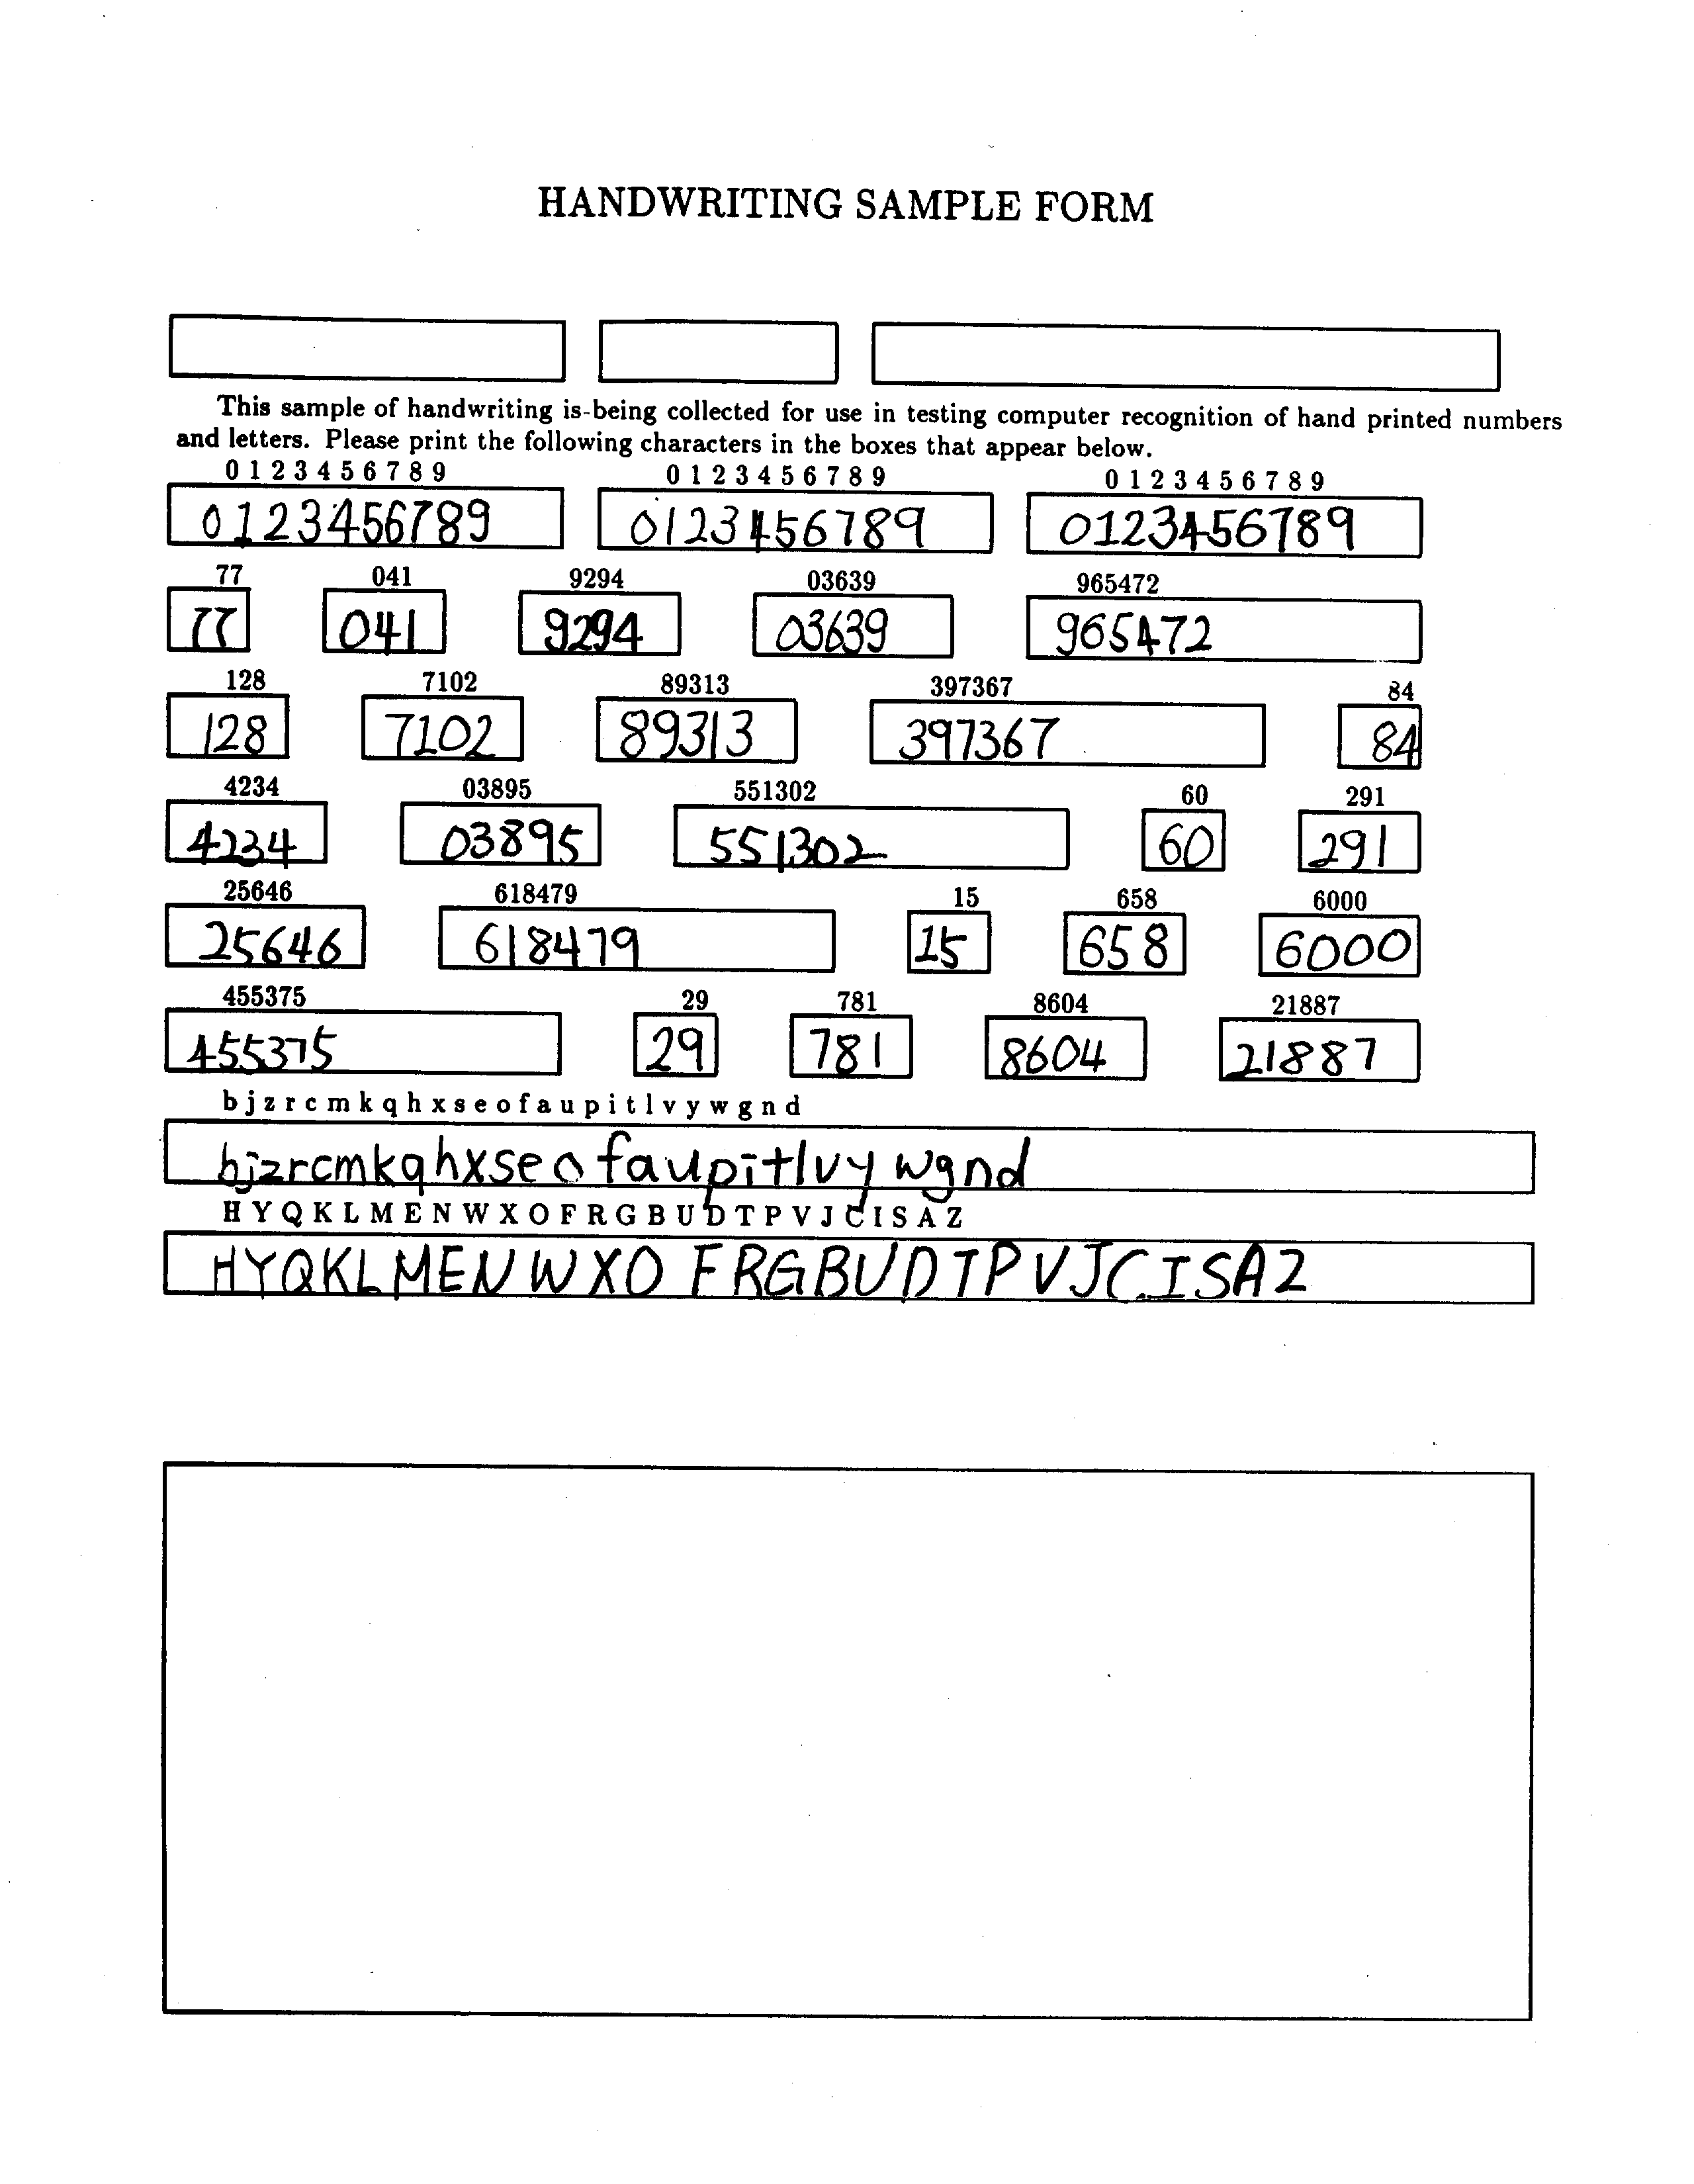 HANDWRITING SAMPLE FORM
This sample of handwriting is-being collected for use in testing computer recognition of hand printed numbers
and letters. Please print the following characters in the boxes that appear below.
0 1 2 3 4 5 6 7 8 9 0 1 2 3 4 5 6 7 8 9 0 1 2 3 4 5 6 7 8 9
0123456789 0123456789 0123456789
77 041 9294 03639 965472
77 041 9294 03639 965472
128 7102 89313 397367 84
128 7102 89313 397367 84
4234 03895 551302 60 291
4234 03895 551302 60 291
25646 618479 15 658 6000
25646 618479 15 658 6000
455375 29 781 8604 21887
455375 29 781 8604 21887
b j z r c m k q h x s e o f a u p i t l v y w g n d
bjzrcmkqhxseofaupitlvywgnd
H Y Q K L M E N W X O F R G B U D T P V J C I S A Z
HYQKLMENWXOFRGBUDTPVJCISAZ